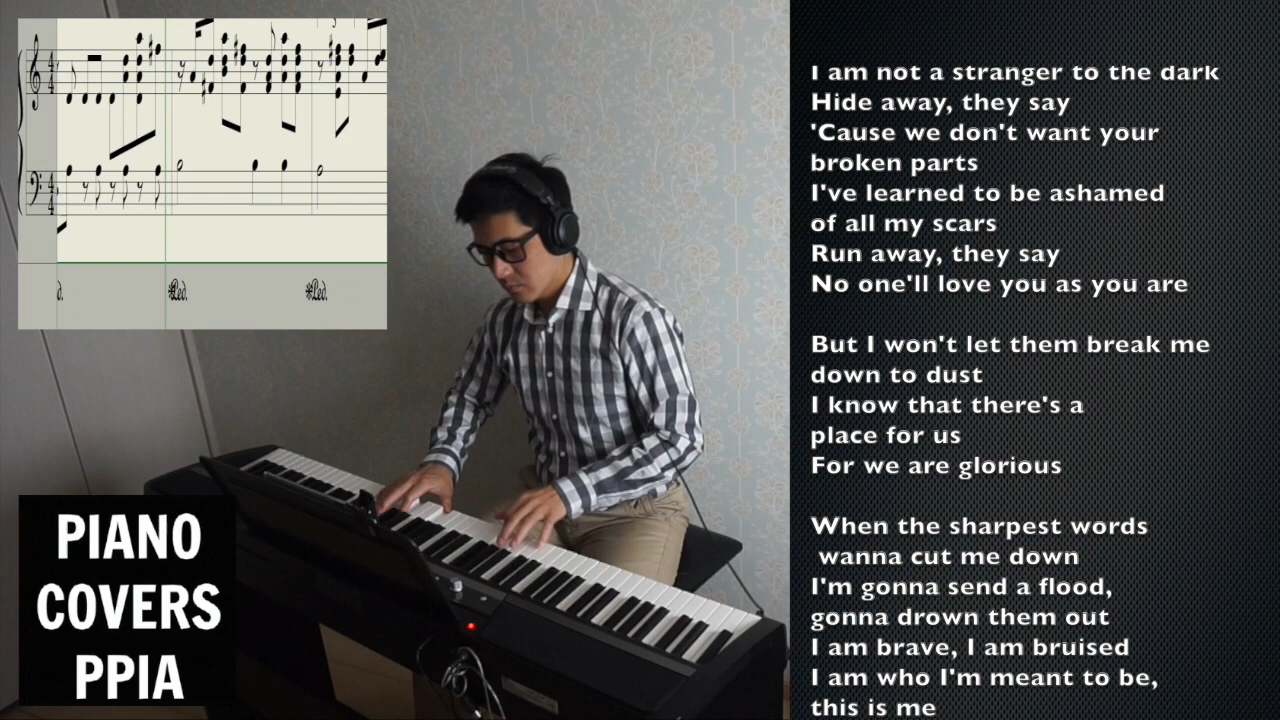 I am not a stranger to the dark
Hide away, they say
'Cause we don't want your
broken parts
I've learned to be ashamed
of all my scars
Run away, they say
No one'll love you as you are
But I won't let them break me
down to dust
I know that there's a
place for us
For we are glorious
When the sharpest words
wanna cut me down
I'm gonna send a flood,
gonna drown them out
I am brave, I am bruised
I am who I'm meant to be,
this is me
PIANO
COVERS
PPIA